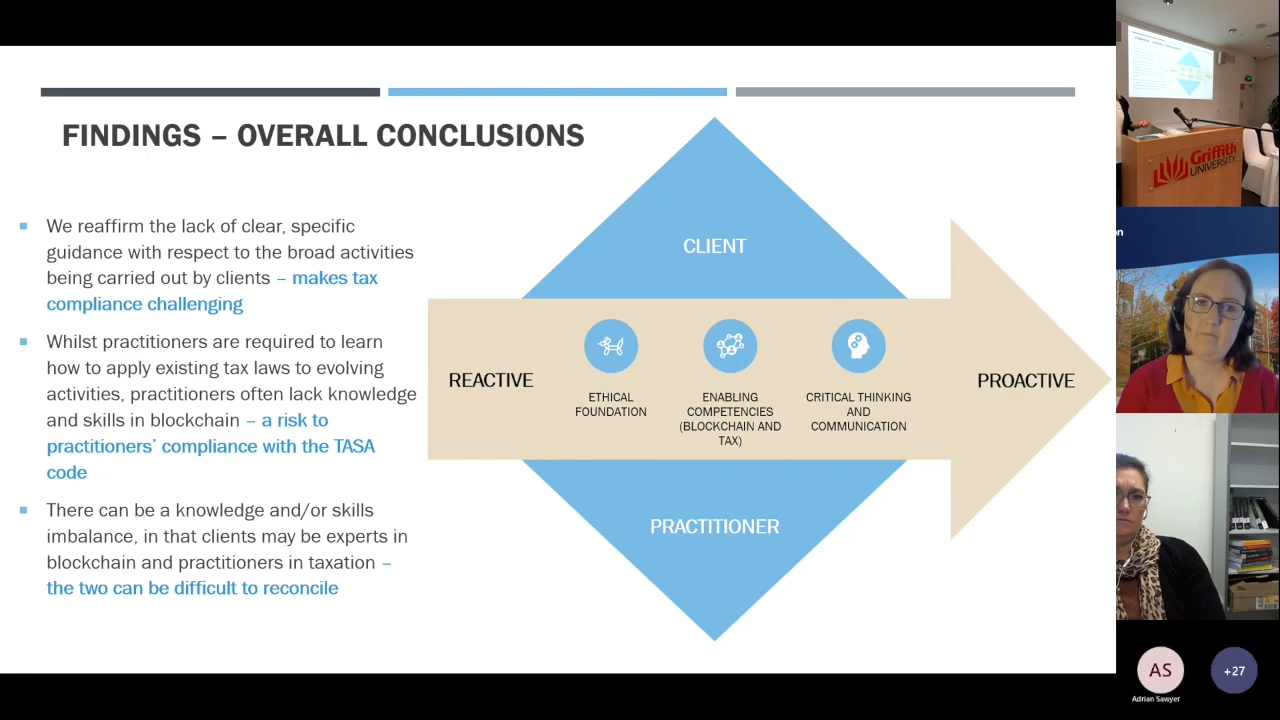 FINDINGS – OVERALL CONCLUSIONS
We reaffirm the lack of clear, specific
guidance with respect to the broad activities
being carried out by clients – makes tax
compliance challenging
Whilst practitioners are required to learn
how to apply existing tax laws to evolving
activities, practitioners often lack knowledge
and skills in blockchain – a risk to
practitioners’ compliance with the TASA
code
There can be a knowledge and/or skills
imbalance, in that clients may be experts in
blockchain and practitioners in taxation –
the two can be difficult to reconcile
CLIENT
REACTIVE
ETHICAL
FOUNDATION
ENABLING
COMPETENCIES
(BLOCKCHAIN AND
TAX)
CRITICAL THINKING
AND
COMMUNICATION
PROACTIVE
PRACTITIONER
Griffith
UNIVERSITY
on
AS
Adrian Sawyer
+27